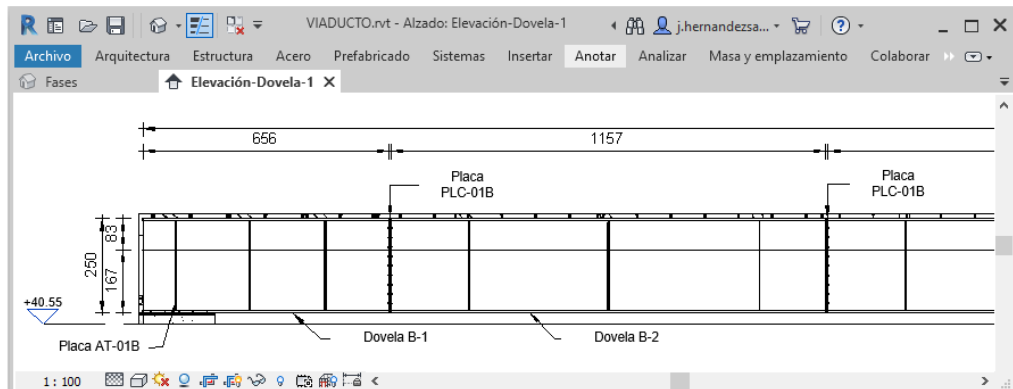 VIADUCTO.rvt - Alzado: Elevación-Dovela-1
j.hernandezsa...
Archivo Arquitectura Estructura Acero Prefabricado Sistemas Insertar Anotar Analizar Masa y emplazamiento Colaborar
Fases
Elevación-Dovela-1
656
1157
Placa
PLC-01B
Placa
PLC-01B
83
250
167
+40.55
Placa AT-01B
Dovela B-1
Dovela B-2
1 : 100